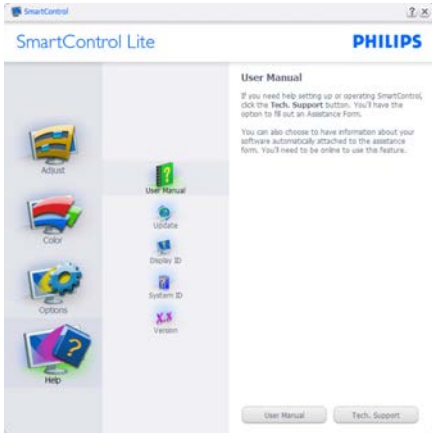 SmartControl
? x
SmartControl Lite
PHILIPS
Adjust
Color
Options
Help
User Manual
Update
Display ID
System ID
X.X
Version
User Manual
If you need help setting up or operating SmartControl,
click the Tech. Support button. You'll have the
option to fill out an Assistance Form.
You can also choose to have information about your
software automatically attached to the assistance
form. You'll need to be online to use this feature.
User Manual
Tech. Support